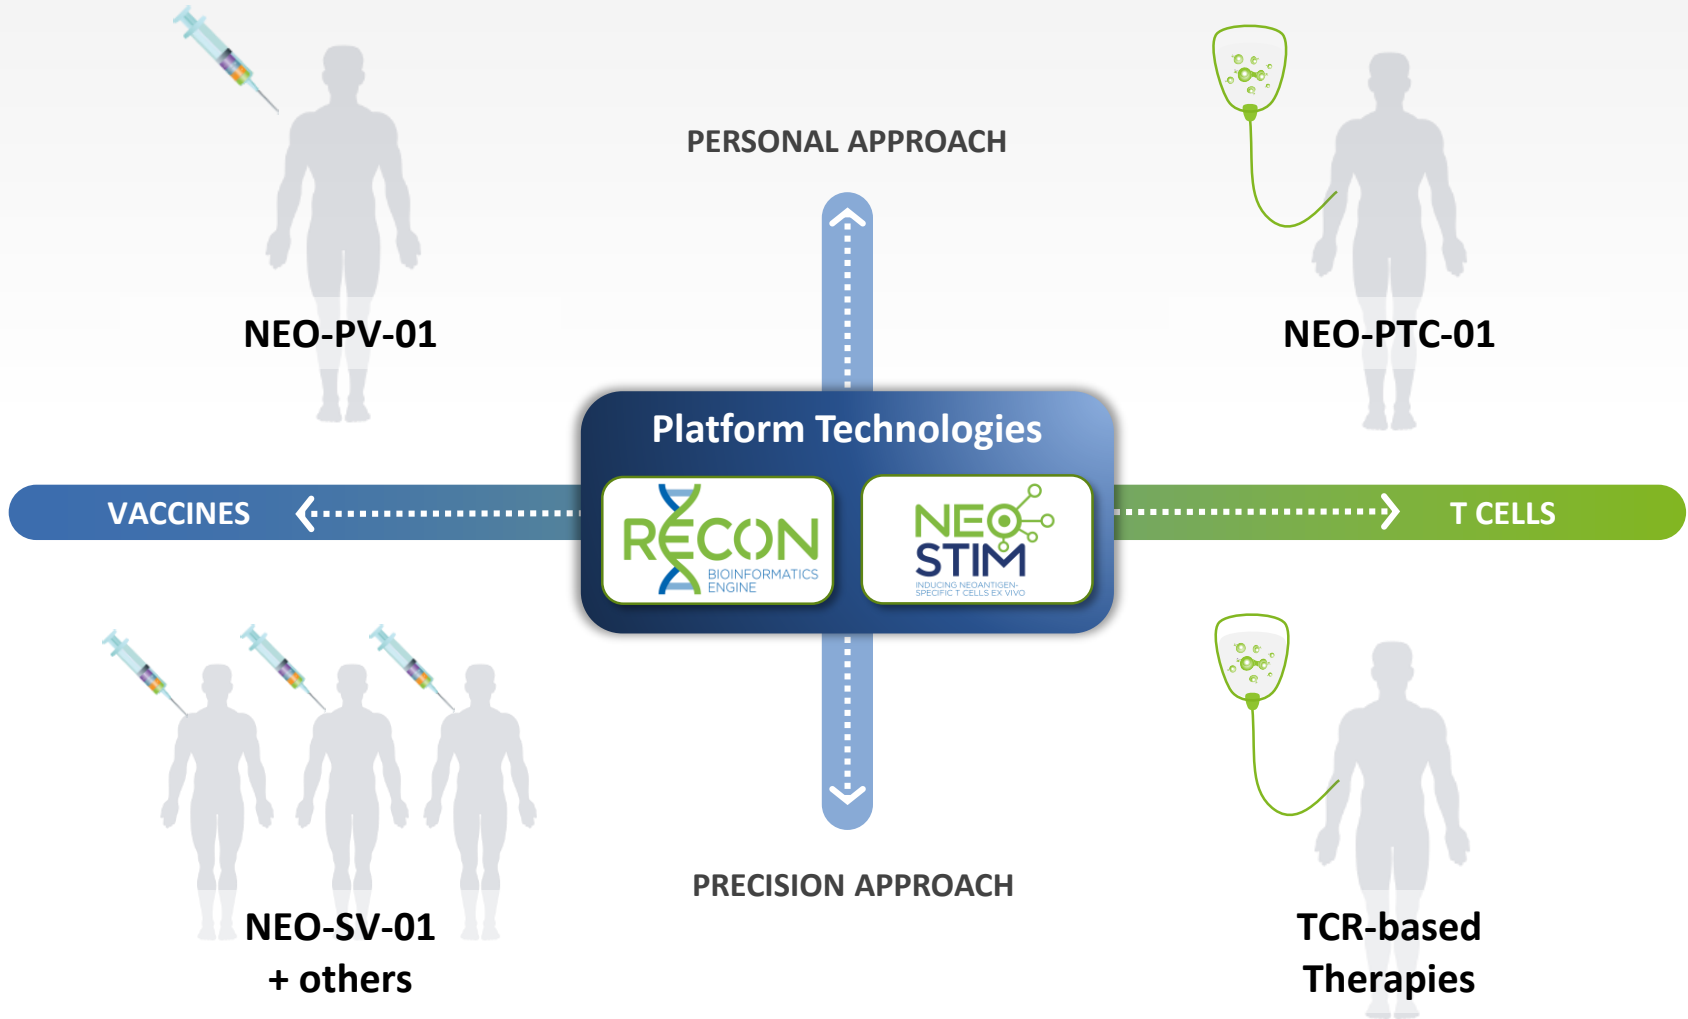 PERSONAL APPROACH
NEO-PV-01
NEO-PTC-01
Platform Technologies
VACCINES
RECON
BIOINFORMATICS
ENGINE
NEO
STIM
INDUCING NEOANTIGEN-
SPECIFIC T CELLS EX VIVO
T CELLS
PRECISION APPROACH
NEO-SV-01
+ others
TCR-based
Therapies